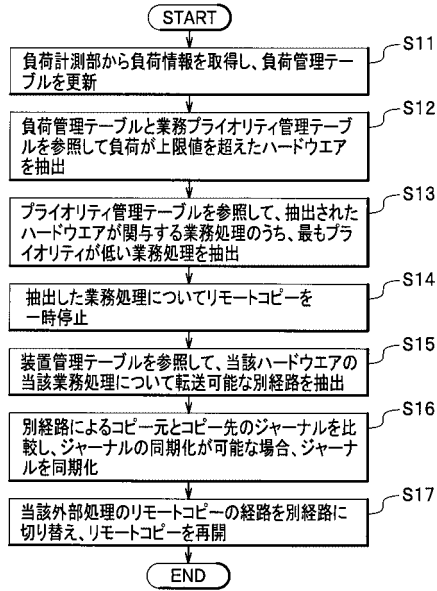 START
S11
負荷計測部から負荷情報を取得し、負荷管理テー
ブルを更新
S12
負荷管理テーブルと業務プライオリティ管理テーブ
ルを参照して負荷が上限値を超えたハードウエア
を抽出
S13
プライオリティ管理テーブルを参照して、抽出された
ハードウエアが関与する業務処理のうち、最もプラ
イオリティが低い業務処理を抽出
S14
抽出した業務処理についてリモートコピーを
一時停止
S15
装置管理テーブルを参照して、当該ハードウエアの
当該業務処理について転送可能な別経路を抽出
S16
別経路によるコピー元とコピー先のジャーナルを比
較し、ジャーナルの同期化が可能な場合、ジャーナ
ルを同期化
S17
当該外部処理のリモートコピーの経路を別経路に
切り替え、リモートコピーを再開
END